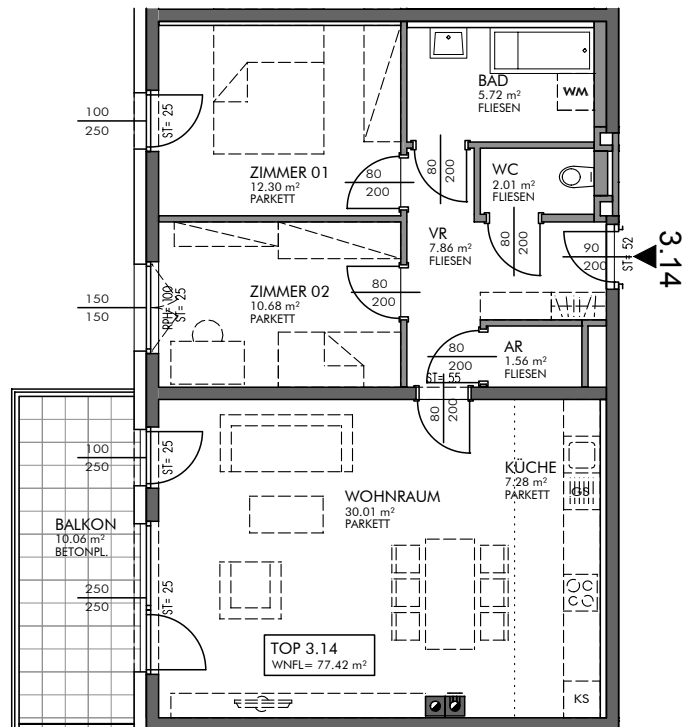 BAD
5.72 m²
FLIESEN
WM
100
250
ST= 25
ZIMMER 01
12.30 m²
PARKETT
80
200
80
200
WC
2.01 m²
FLIESEN
VR
7.86 m²
FLIESEN
80
200
90
200
ST= 52
3.14
150
150
RPH= 100
ST= 25
ZIMMER 02
10.68 m²
PARKETT
80
200
AR
1.56 m²
FLIESEN
80
200
ST= 55
80
200
100
250
ST= 25
KÜCHE
7.28 m²
PARKETT
GS
WOHNRAUM
30.01 m²
PARKETT
BALKON
10.06 m²
BETONPL.
250
250
ST= 25
TOP 3.14
WNFL= 77.42 m²
KS